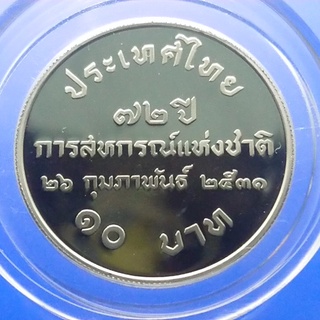 ประเทศไทย
๗๒ ปี
การสหกรณ์แห่งชาติ
๒๖ กุมภาพันธ์ ๒๕๓๑
๑๐ บาท